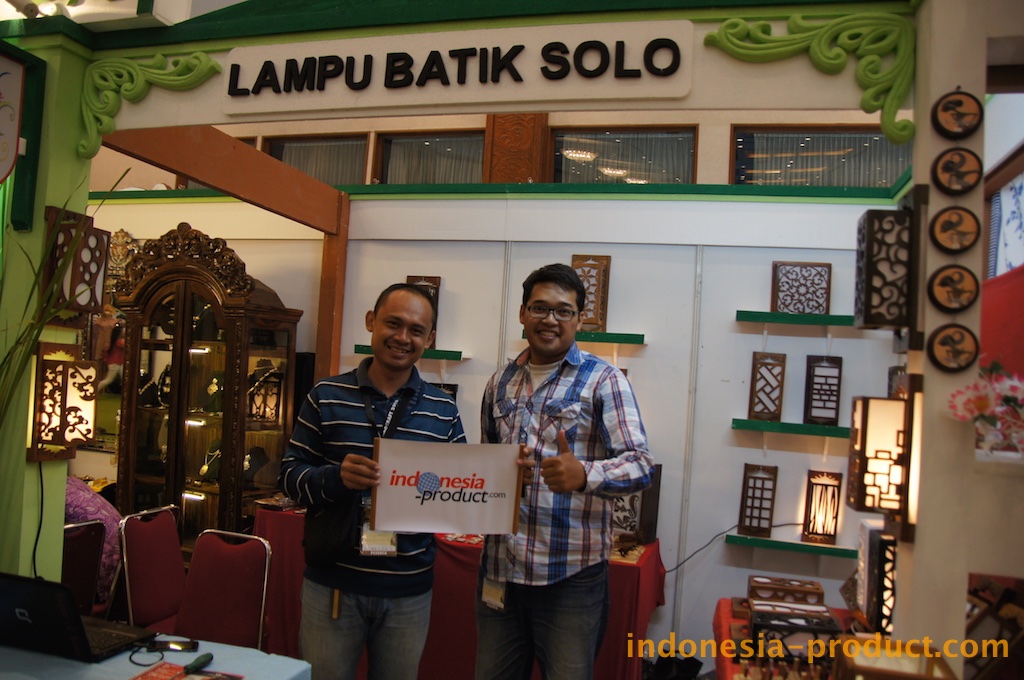 LAMPU BATIK SOLO
indonesia
-product.com
indonesia-product.com